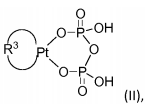 O
O P OH
R³ Pt O
O P OH
O (II),